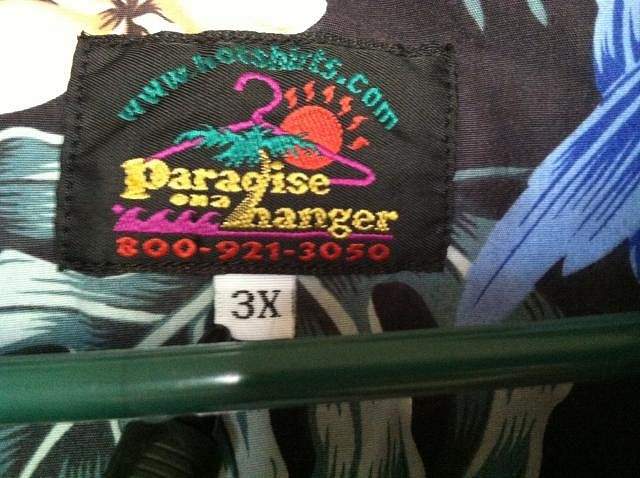 www.hotshirts.com
Paradise
on a
hanger
800-921-3050
3X